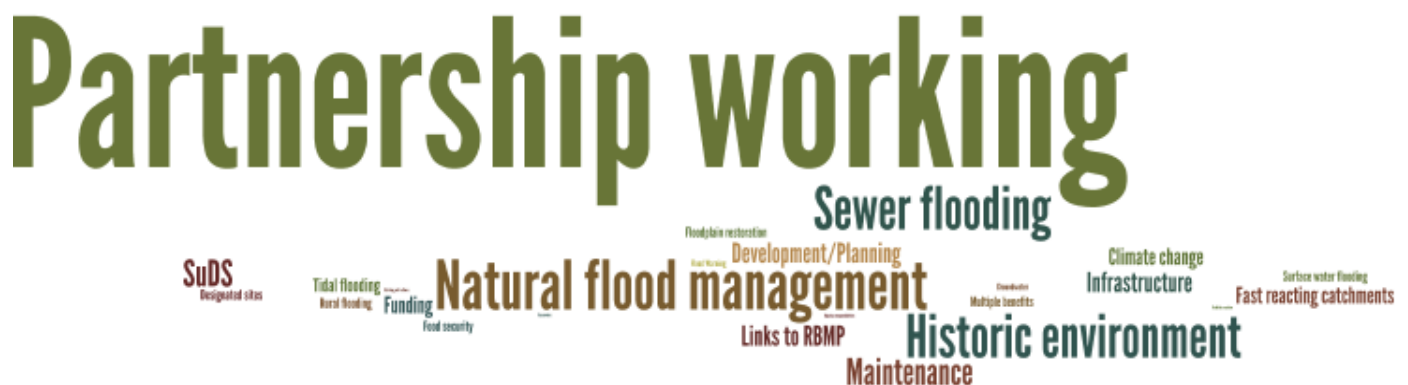 Partnership working
Sewer flooding
Floodplain restoration
Development/Planning
Climate change
SuDS
Natural flood management
Infrastructure
Surface water flooding
Tidal flooding
Designated sites
Fast reacting catchments
Rural flooding
Funding
Multiple benefits
Groundwater
Food security
Links to RBMP
Historic environment
Maintenance